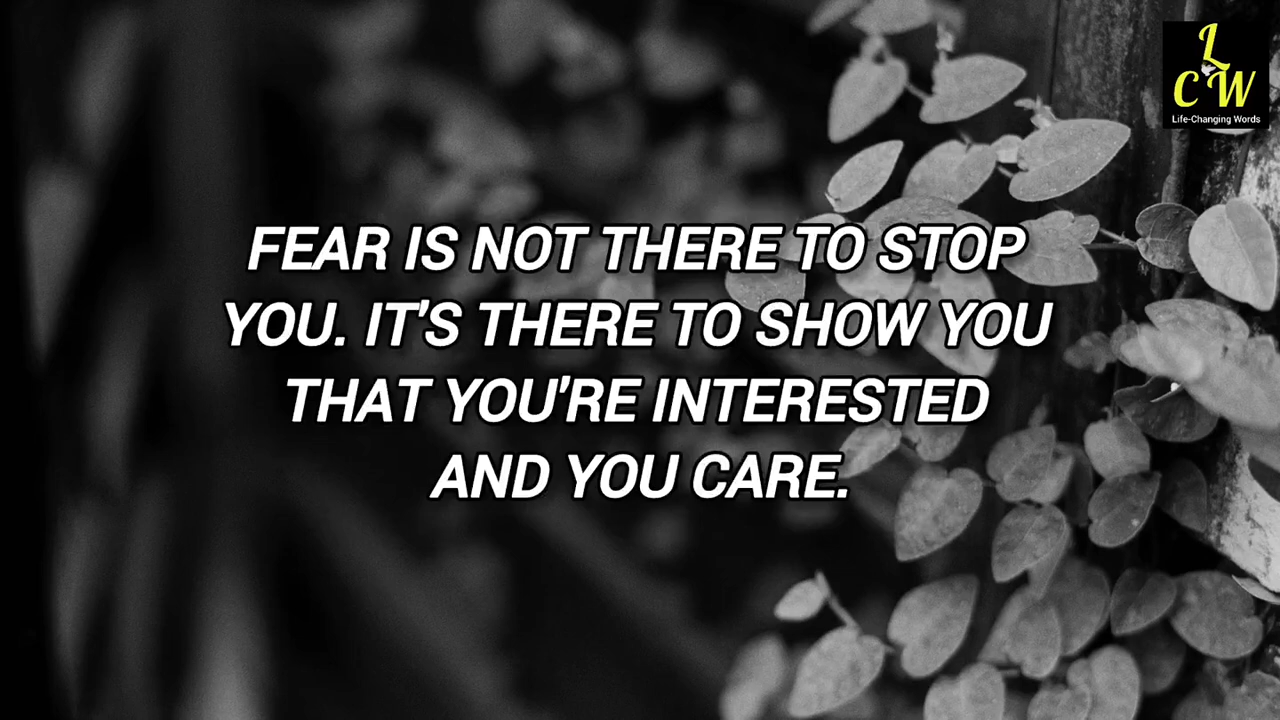 L
C W
Life-Changing Words
FEAR IS NOT THERE TO STOP
YOU. IT'S THERE TO SHOW YOU
THAT YOU'RE INTERESTED
AND YOU CARE.